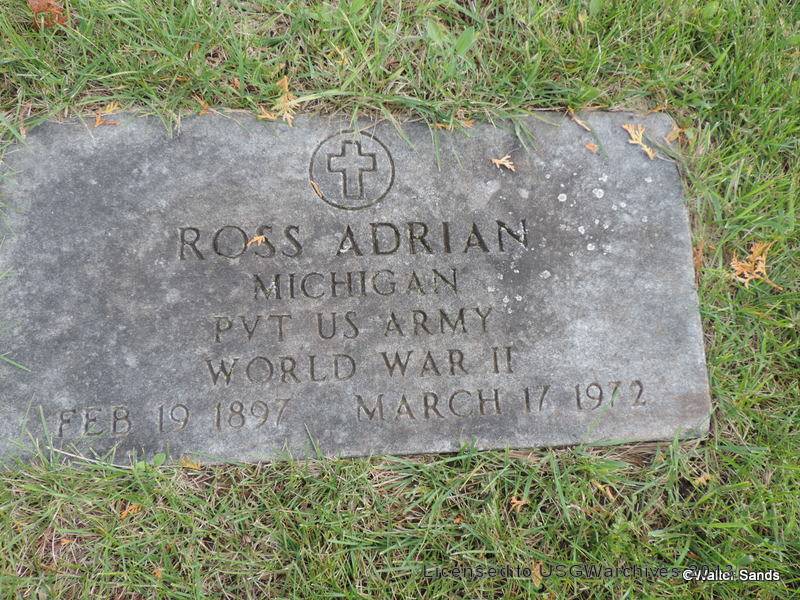 ROSS ADRIAN
MICHIGAN
PVT US ARMY
WORLD WAR II
FEB 19 1897 MARCH 17 1972
Licensed to USGWarchives
©Walter Sands